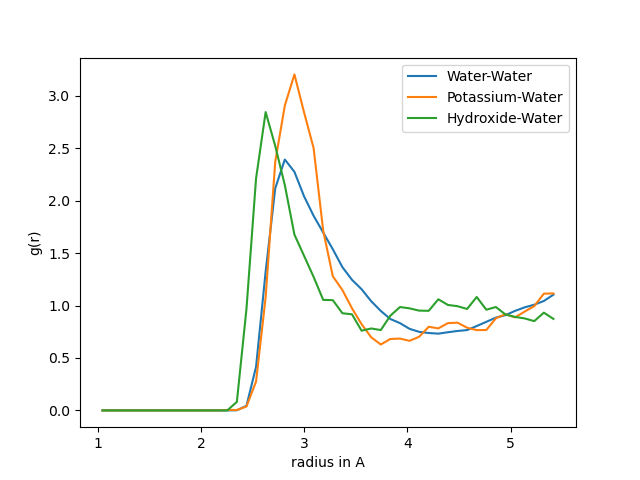 Water-Water
Potassium-Water
Hydroxide-Water
3.0
2.5
2.0
1.5
1.0
0.5
0.0
g(r)
1 2 3 4 5
radius in A